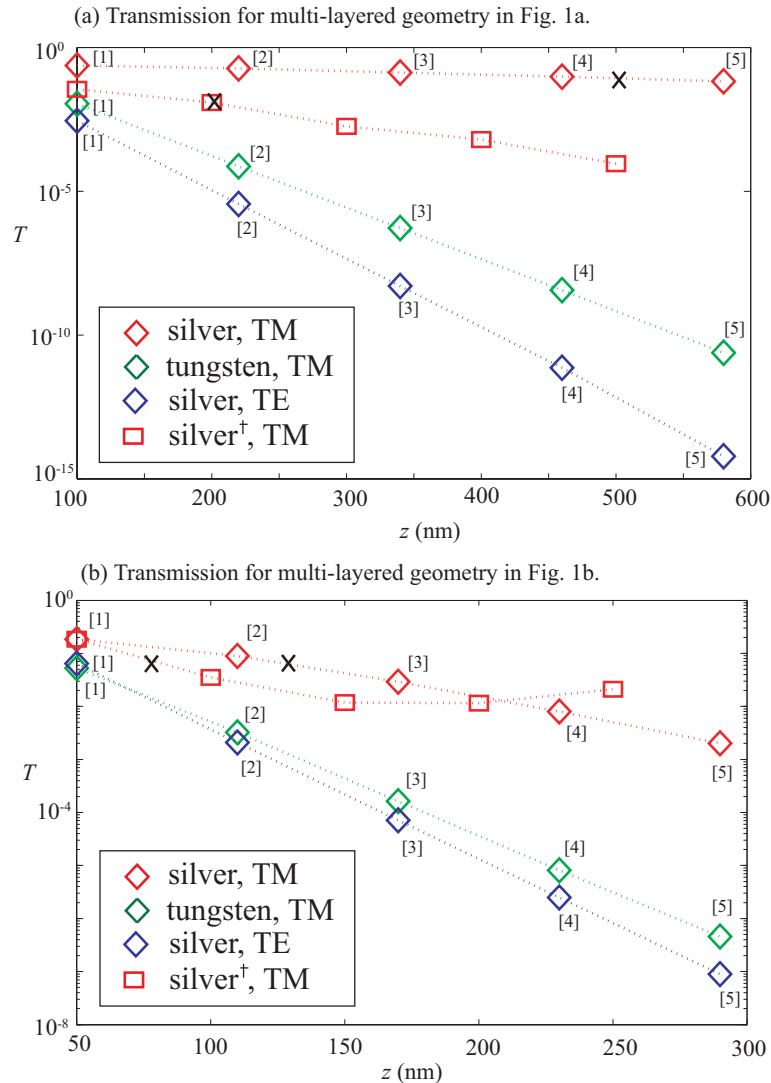 (a) Transmission for multi-layered geometry in Fig. 1a.
10^0
[1] [2] [3] [4] [5]
[1]
[1]
[2]
10^-5
[2]
[3]
T
[3]
[4]
[5]
10^-10
[4]
[5]
10^-15
silver, TM
tungsten, TM
silver, TE
silver†, TM
100 200 300 400 500 600
z (nm)
(b) Transmission for multi-layered geometry in Fig. 1b.
10^0
[1]
[2]
[1]
[3]
[1]
[2]
[4]
[2]
[5]
T
[3]
10^-4
[3]
[4]
[4]
[5]
[5]
10^-8
silver, TM
tungsten, TM
silver, TE
silver†, TM
50 100 150 200 250 300
z (nm)